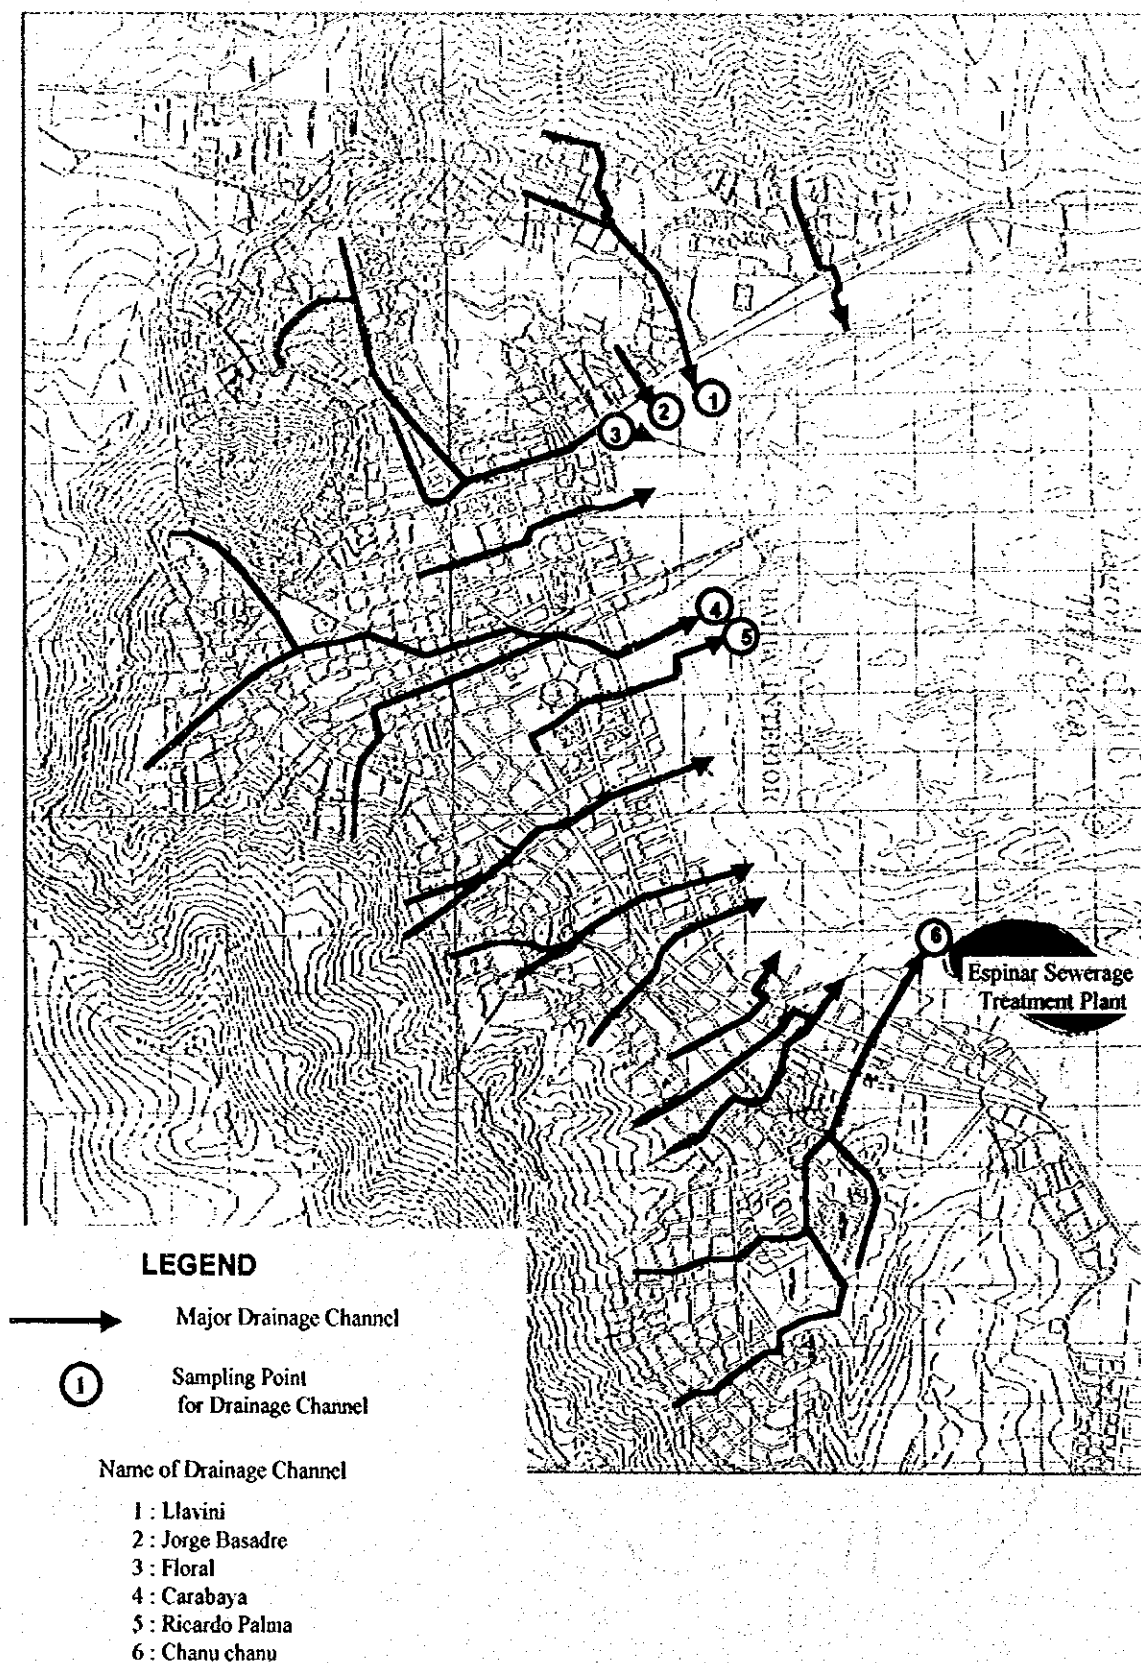 1
2
3
4
5
BAHIA INTERIOR
6
Espinar Sewerage
Treatment Plant
LEGEND
Major Drainage Channel
1
Sampling Point
for Drainage Channel
Name of Drainage Channel
1 : Llavini
2 : Jorge Basadre
3 : Floral
4 : Carabaya
5 : Ricardo Palma
6 : Chanu chanu